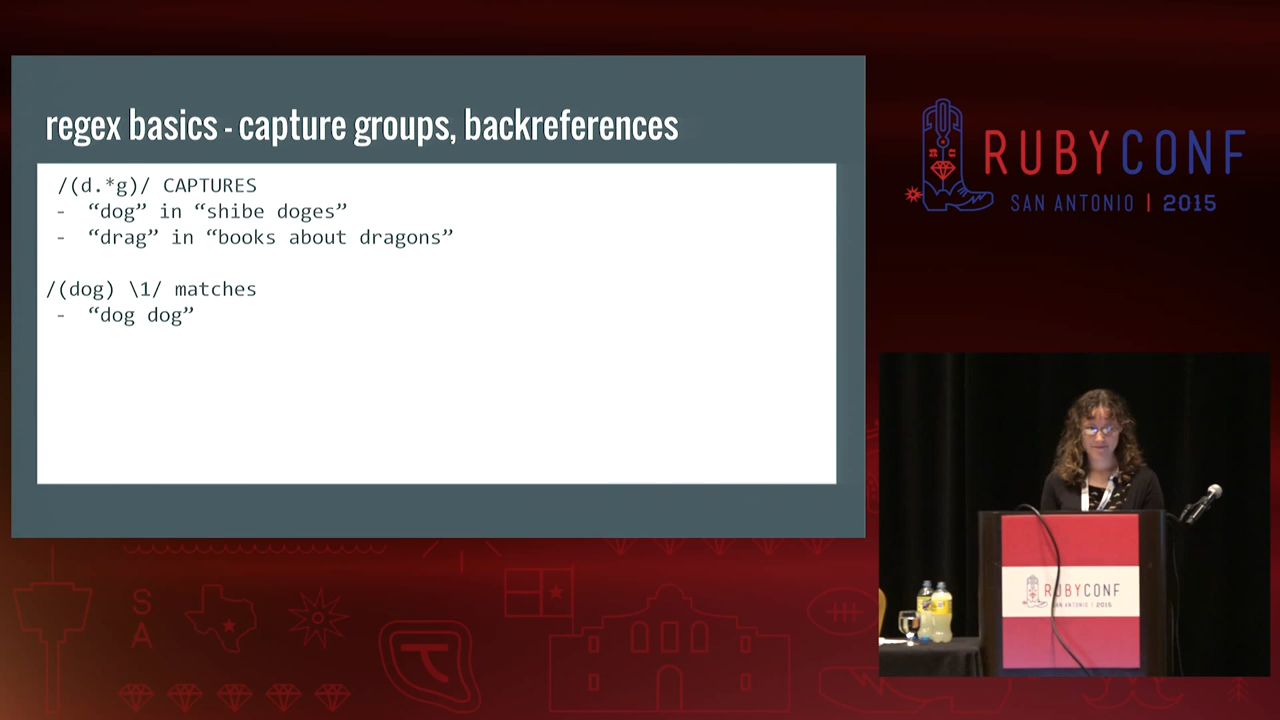 regex basics - capture groups, backreferences
/(d.*g)/ CAPTURES
- “dog” in “shibe doges”
- “drag” in “books about dragons”
/(dog) \1/ matches
- “dog dog”
RUBYCONF
SAN ANTONIO | 2015
RUBYCONF
SAN ANTONIO | 2015
S
A